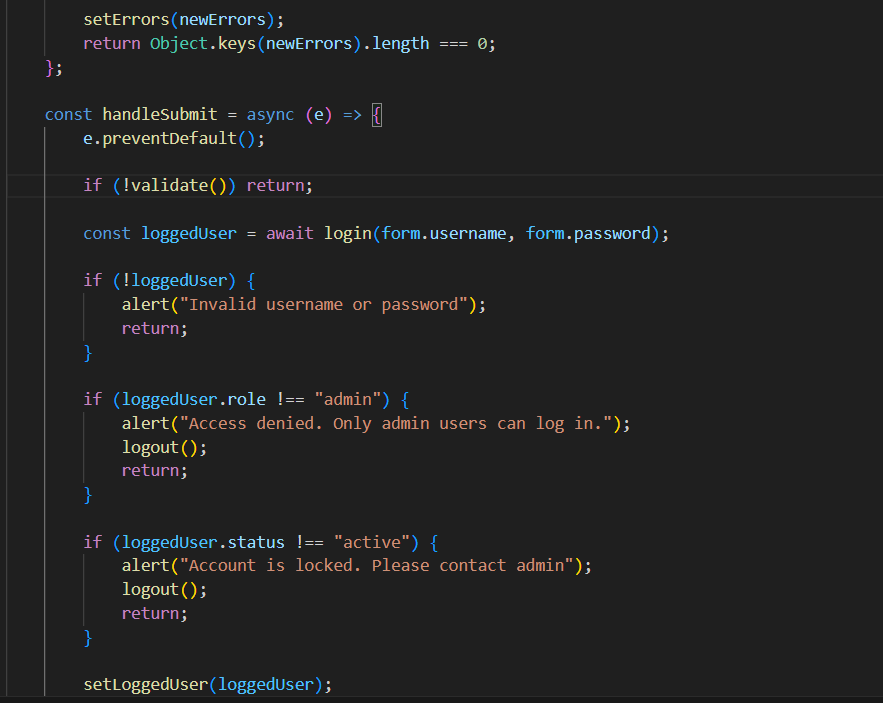 setErrors(newErrors);
return Object.keys(newErrors).length === 0;
};
const handleSubmit = async (e) => {
e.preventDefault();
if (!validate()) return;
const loggedUser = await login(form.username, form.password);
if (!loggedUser) {
alert("Invalid username or password");
return;
}
if (loggedUser.role !== "admin") {
alert("Access denied. Only admin users can log in.");
logout();
return;
}
if (loggedUser.status !== "active") {
alert("Account is locked. Please contact admin");
logout();
return;
}
setLoggedUser(loggedUser);